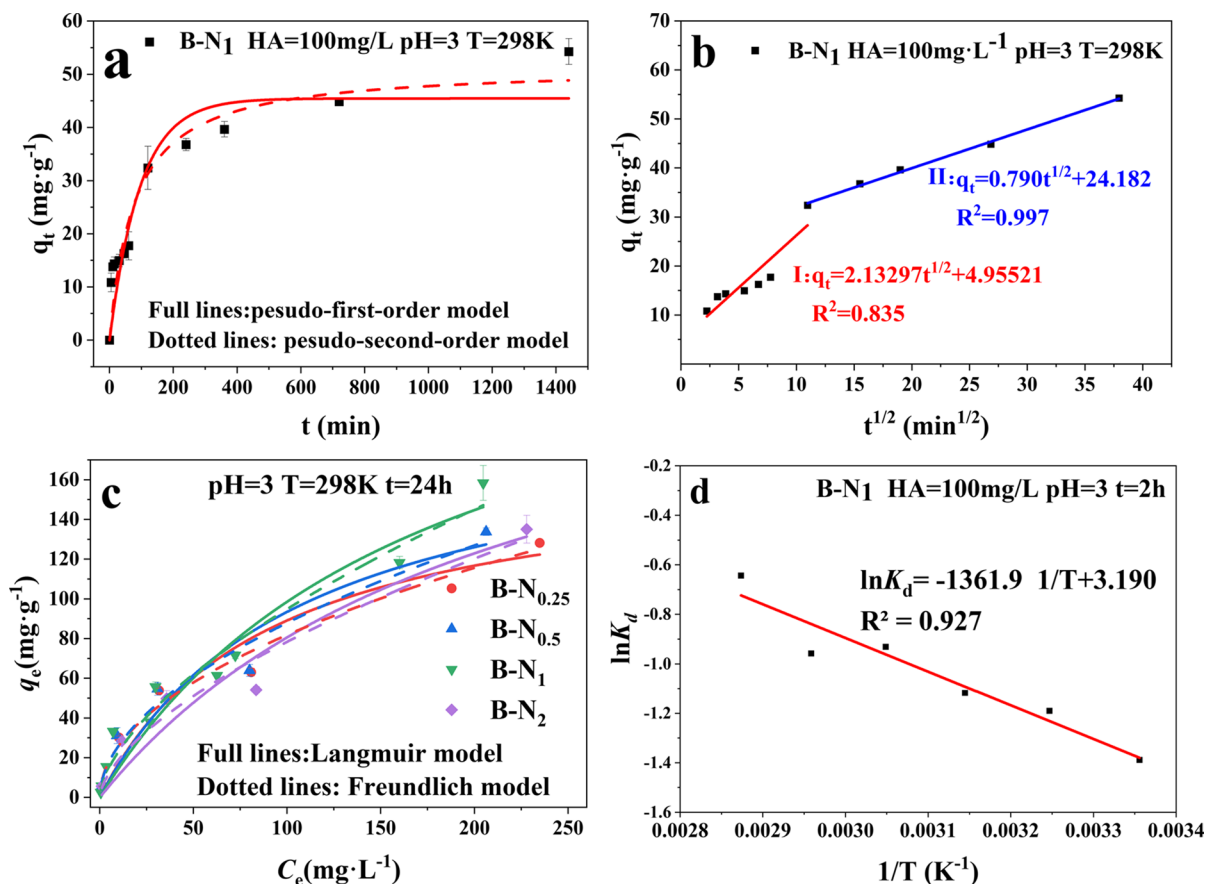 a
B-N1 HA=100mg/L pH=3 T=298K
60
50
40
30
20
10
0
qt (mg·g-1)
Full lines:pesudo-first-order model
Dotted lines: pesudo-second-order model
0 200 400 600 800 1000 1200 1400
t (min)
b
B-N1 HA=100mg·L-1 pH=3 T=298K
70
60
50
40
30
20
10
qt (mg·g-1)
II:qt=0.790t1/2+24.182
R2=0.997
I:qt=2.13297t1/2+4.95521
R2=0.835
0 5 10 15 20 25 30 35 40
t1/2 (min1/2)
c
pH=3 T=298K t=24h
160
140
120
100
80
60
40
20
0
qe(mg·g-1)
B-N0.25
B-N0.5
B-N1
B-N2
Full lines:Langmuir model
Dotted lines: Freundlich model
0 50 100 150 200 250
Ce(mg·L-1)
d
B-N1 HA=100mg/L pH=3 t=2h
-0.2
-0.4
-0.6
-0.8
-1.0
-1.2
-1.4
-1.6
lnKd
lnKd= -1361.9 1/T+3.190
R² = 0.927
0.0028 0.0029 0.0030 0.0031 0.0032 0.0033 0.0034
1/T (K-1)